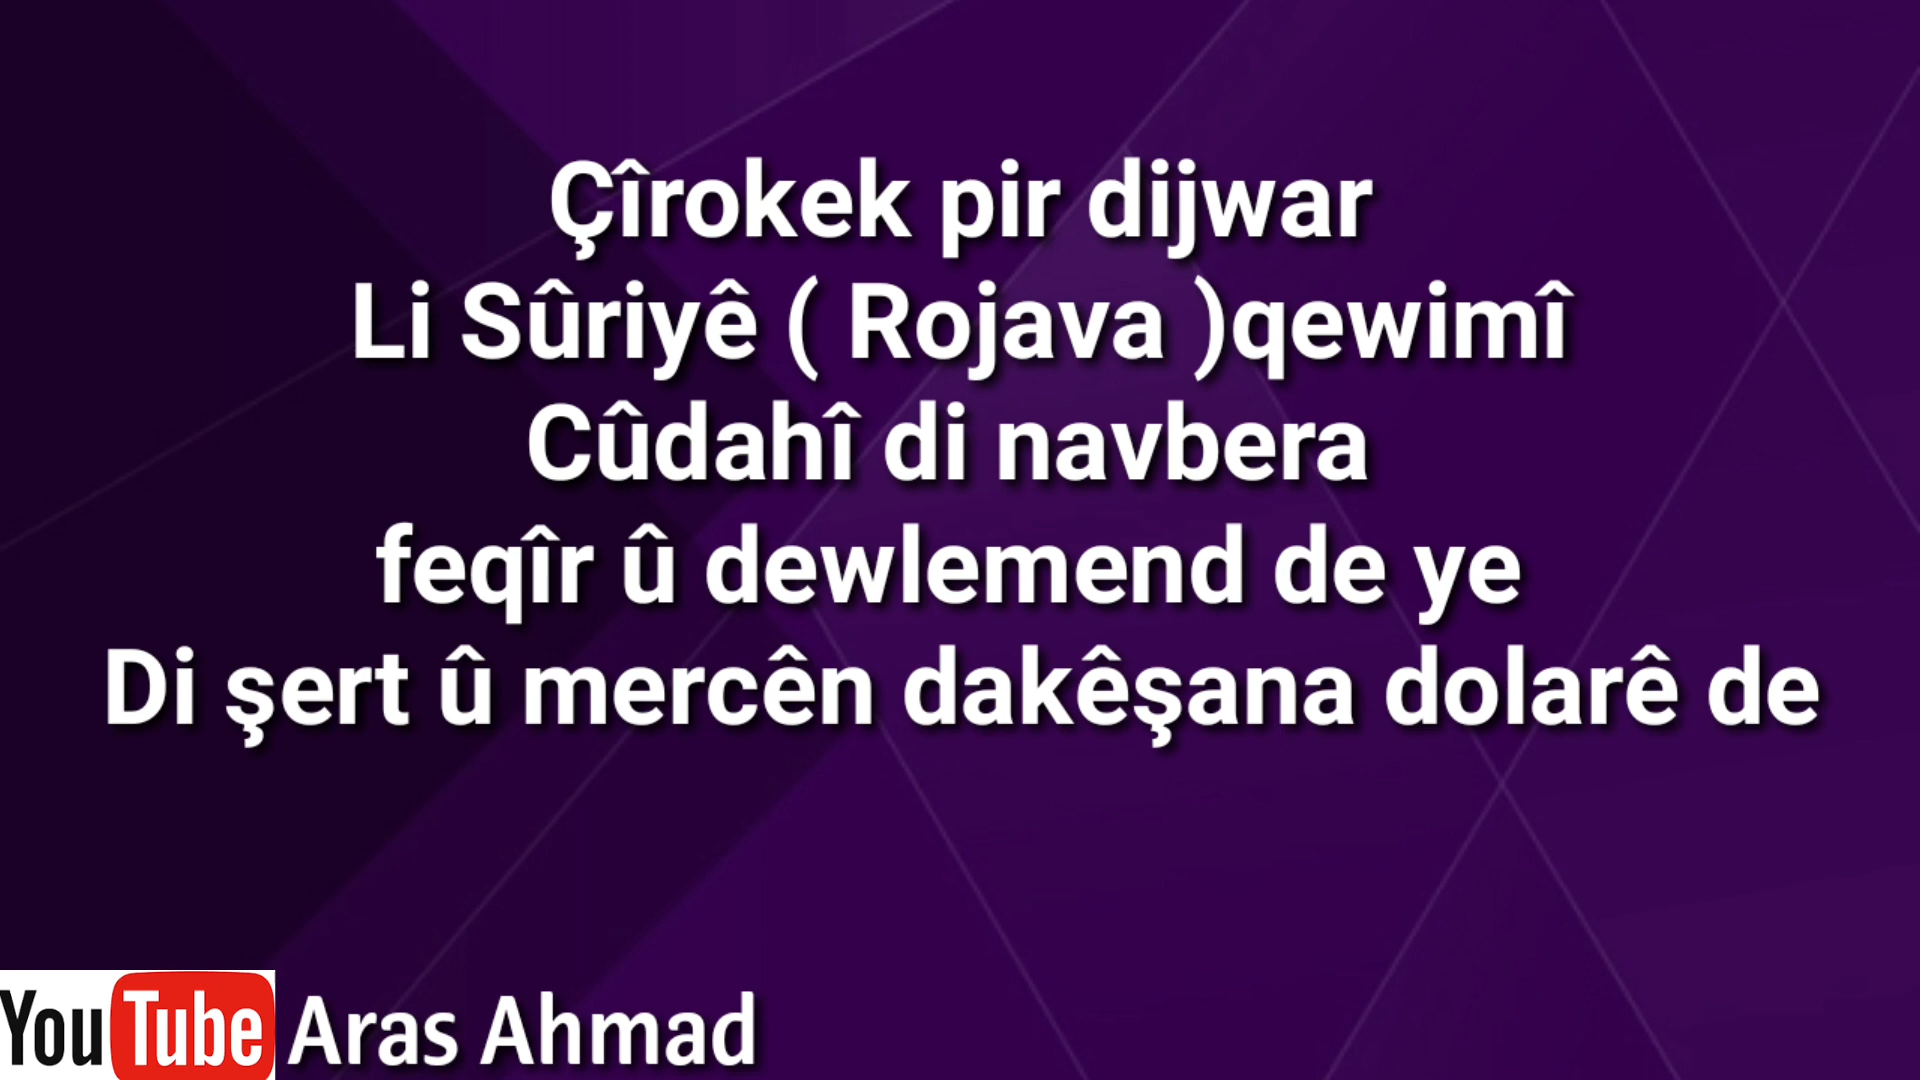 Çîrokek pir dijwar
Li Sûriyê ( Rojava )qewimî
Cûdahî di navbera
feqîr û dewlemend de ye
Di şert û mercên dakêşana dolarê de
YouTube Aras Ahmad